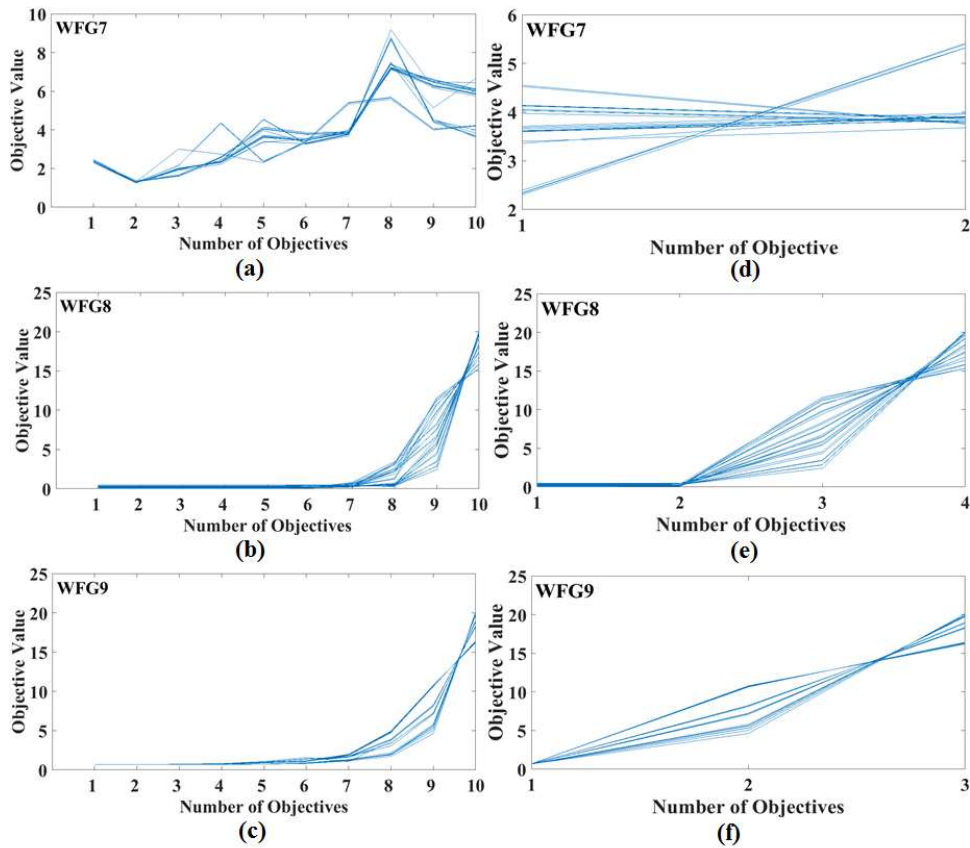 WFG7
Objective Value
10
8
6
4
2
0
1 2 3 4 5 6 7 8 9 10
Number of Objectives
(a)
WFG7
Objective Value
6
5
4
3
2
1 2
Number of Objective
(d)
WFG8
Objective Value
25
20
15
10
5
0
1 2 3 4 5 6 7 8 9 10
Number of Objectives
(b)
WFG8
Objective Value
25
20
15
10
5
0
1 2 3 4
Number of Objectives
(e)
WFG9
Objective Value
25
20
15
10
5
0
1 2 3 4 5 6 7 8 9 10
Number of Objectives
(c)
WFG9
Objective Value
25
20
15
10
5
0
1 2 3
Number of Objectives
(f)